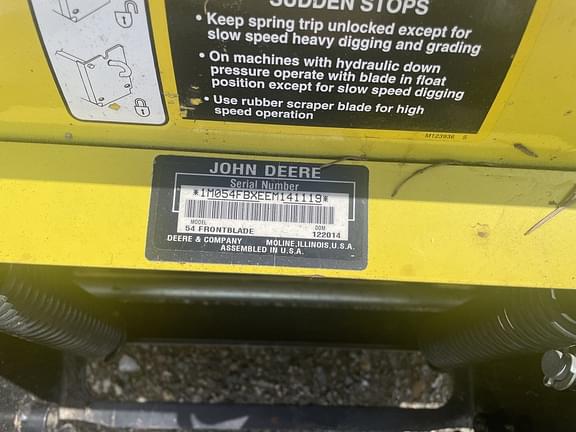 SUDDEN STOPS
• Keep spring trip unlocked except for
slow speed heavy digging and grading
• On machines with hydraulic down
pressure operate with blade in float
position except for slow speed digging
• Use rubber scraper blade for high
speed operation
M123936 S
JOHN DEERE
Serial Number
*1M054FBXEEM141119*
MODEL DOM
54 FRONTBLADE 122014
DEERE & COMPANY MOLINE,ILLINOIS,U.S.A.
ASSEMBLED IN U.S.A.